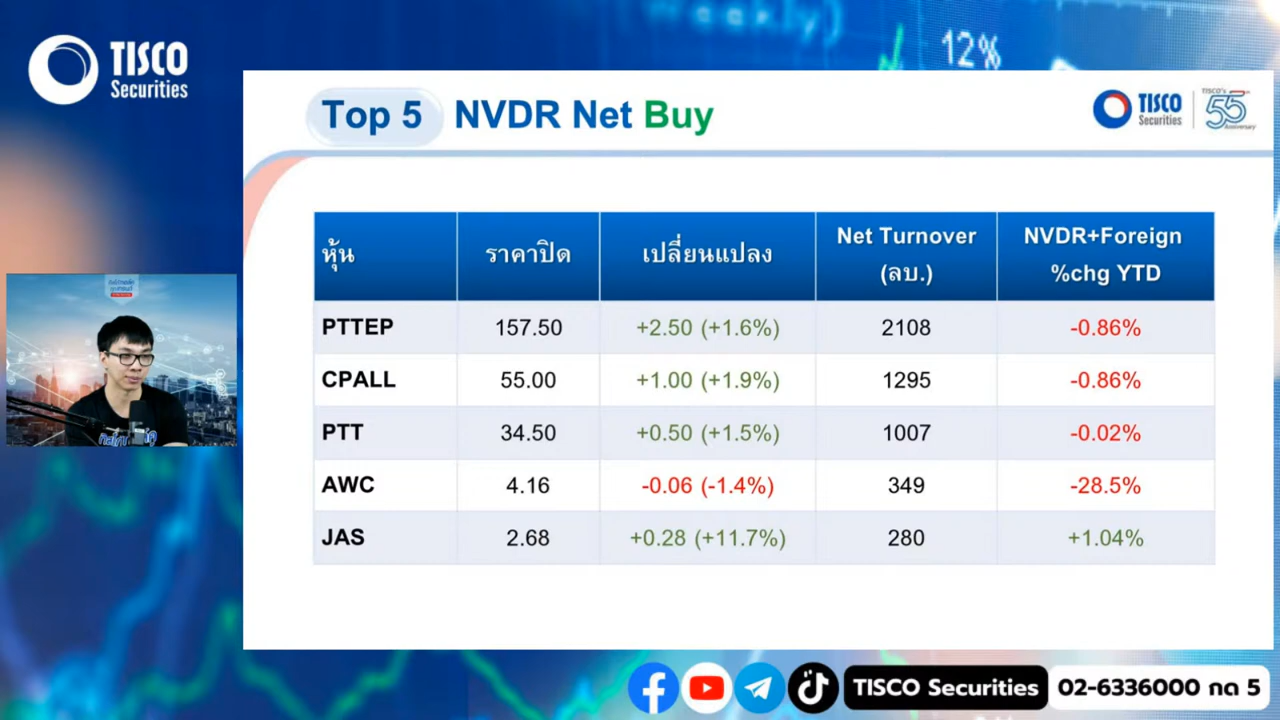 TISCO
Securities
12%
Top 5 NVDR Net Buy
TISCO
Securities
TISCO's
55
Anniversary
หุ้น ราคาปิด เปลี่ยนแปลง Net Turnover (ลบ.) NVDR+Foreign %chg YTD
PTTEP 157.50 +2.50 (+1.6%) 2108 -0.86%
CPALL 55.00 +1.00 (+1.9%) 1295 -0.86%
PTT 34.50 +0.50 (+1.5%) 1007 -0.02%
AWC 4.16 -0.06 (-1.4%) 349 -28.5%
JAS 2.68 +0.28 (+11.7%) 280 +1.04%
TISCO Securities 02-6336000 กด 5